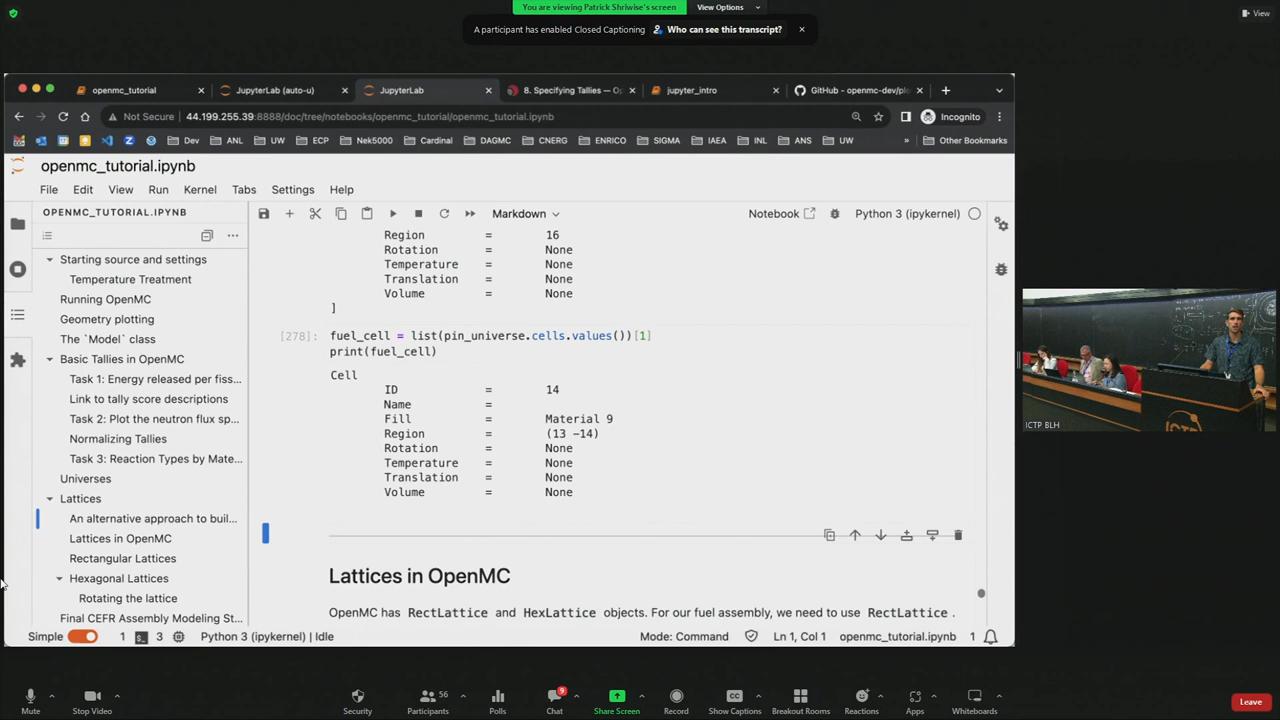 You are viewing Patrick Shriwise's screen
View Options
View
A participant has enabled Closed Captioning
Who can see this transcript?
openmc_tutorial
JupyterLab (auto-u)
JupyterLab
8. Specifying Tallies — Op
jupyter_intro
GitHub - openmc-dev/plo
Not Secure
44.199.255.39:8888/doc/tree/notebooks/openmc_tutorial/openmc_tutorial.ipynb
Incognito
Dev
ANL
UW
ECP
Nek5000
Cardinal
DAGMC
CNERG
ENRICO
SIGMA
IAEA
INL
ANS
UW
»
Other Bookmarks
openmc_tutorial.ipynb
File Edit View Run Kernel Tabs Settings Help
OPENMC_TUTORIAL.IPYNB
Markdown
Notebook
Python 3 (ipykernel)
Starting source and settings
Temperature Treatment
Running OpenMC
Geometry plotting
The `Model` class
Basic Tallies in OpenMC
Task 1: Energy released per fiss...
Link to tally score descriptions
Task 2: Plot the neutron flux sp...
Normalizing Tallies
Task 3: Reaction Types by Mate...
Universes
Lattices
An alternative approach to buil...
Lattices in OpenMC
Rectangular Lattices
Hexagonal Lattices
Rotating the lattice
Final CEFR Assembly Modeling St...
Region = 16
Rotation = None
Temperature = None
Translation = None
Volume = None
]
[278]: fuel_cell = list(pin_universe.cells.values())[1]
print(fuel_cell)
Cell
ID = 14
Name =
Fill = Material 9
Region = (13 -14)
Rotation = None
Temperature = None
Translation = None
Volume = None
Lattices in OpenMC
OpenMC has RectLattice and HexLattice objects. For our fuel assembly, we need to use RectLattice .
Simple
1
3
Python 3 (ipykernel) | Idle
Mode: Command
Ln 1, Col 1
openmc_tutorial.ipynb
1
ICTP
ICTP BLH
Mute
Stop Video
Security
56
Participants
Polls
9
Chat
Share Screen
Record
CC
Show Captions
Breakout Rooms
Reactions
Apps
Whiteboards
Leave